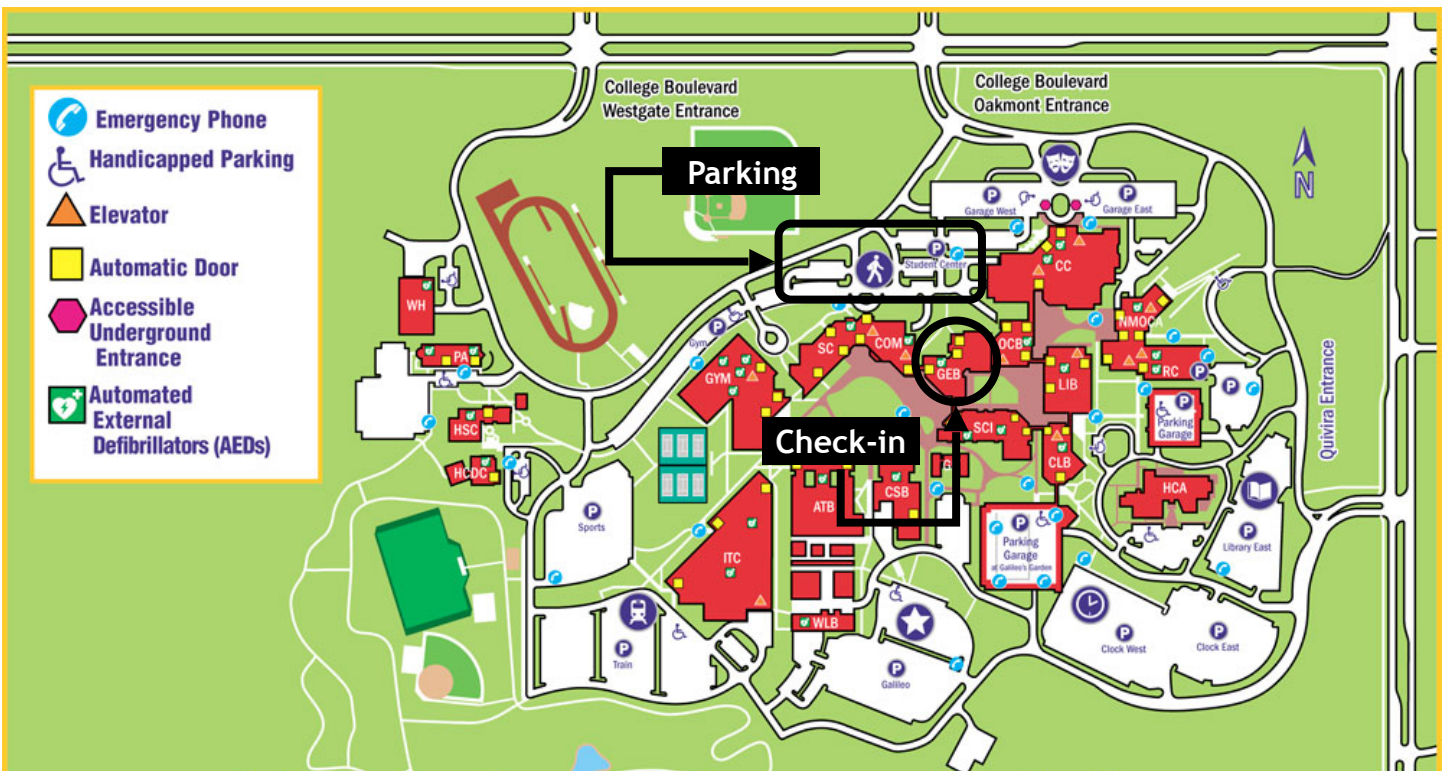 College Boulevard
Westgate Entrance
College Boulevard
Oakmont Entrance
Emergency Phone
Handicapped Parking
Elevator
Automatic Door
Accessible
Underground
Entrance
Automated
External
Defibrillators (AEDs)
N
Parking
P
Garage West
P
Garage East
P
Student Center
CC
WH
PA
P
Gym
GYM
SC
COM
GEB
OCB
NMOCA
LIB
RC
P
P
P
Parking
Garage
Quivira Entrance
HSC
HCDC
Check-in
SCI
CLB
CSB
ATB
HCA
P
Sports
ITC
P
Parking
Garage
at Galileo's Garden
P
Library East
WLB
P
Train
P
Galileo
P
Clock West
P
Clock East